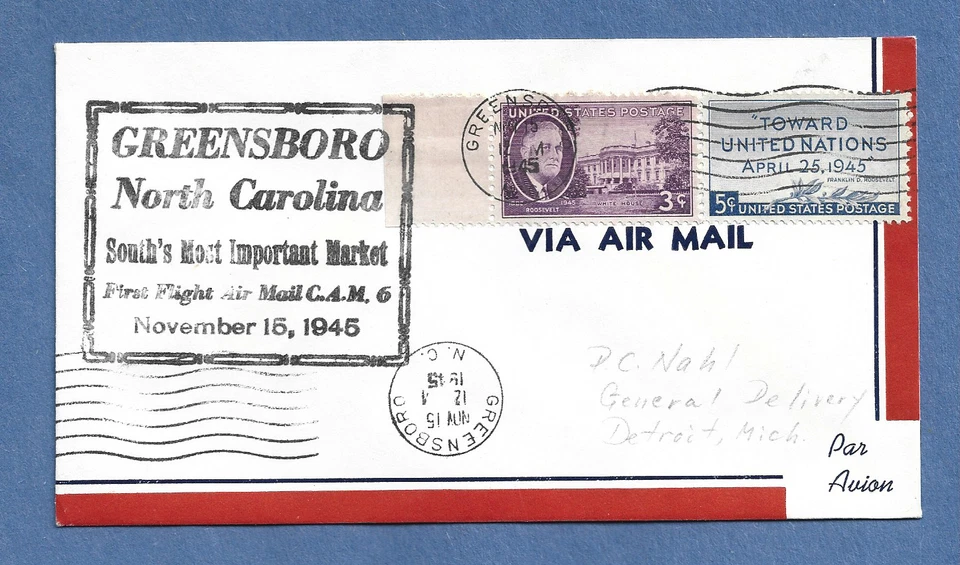 GREENSBORO
North Carolina
South's Most Important Market
First Flight Air Mail C.A.M. 6
November 15, 1945
1945
UNITED STATES POSTAGE
ROOSEVELT 1945 WHITE HOUSE
3¢
"TOWARD
UNITED NATIONS
APRIL 25, 1945"
FRANKLIN D. ROOSEVELT
5¢ UNITED STATES POSTAGE
VIA AIR MAIL
GREENSBORO
NOV 15
12
1945
N. C.
D.C. Nahl
General Delivery
Detroit, Mich.
Par
Avion